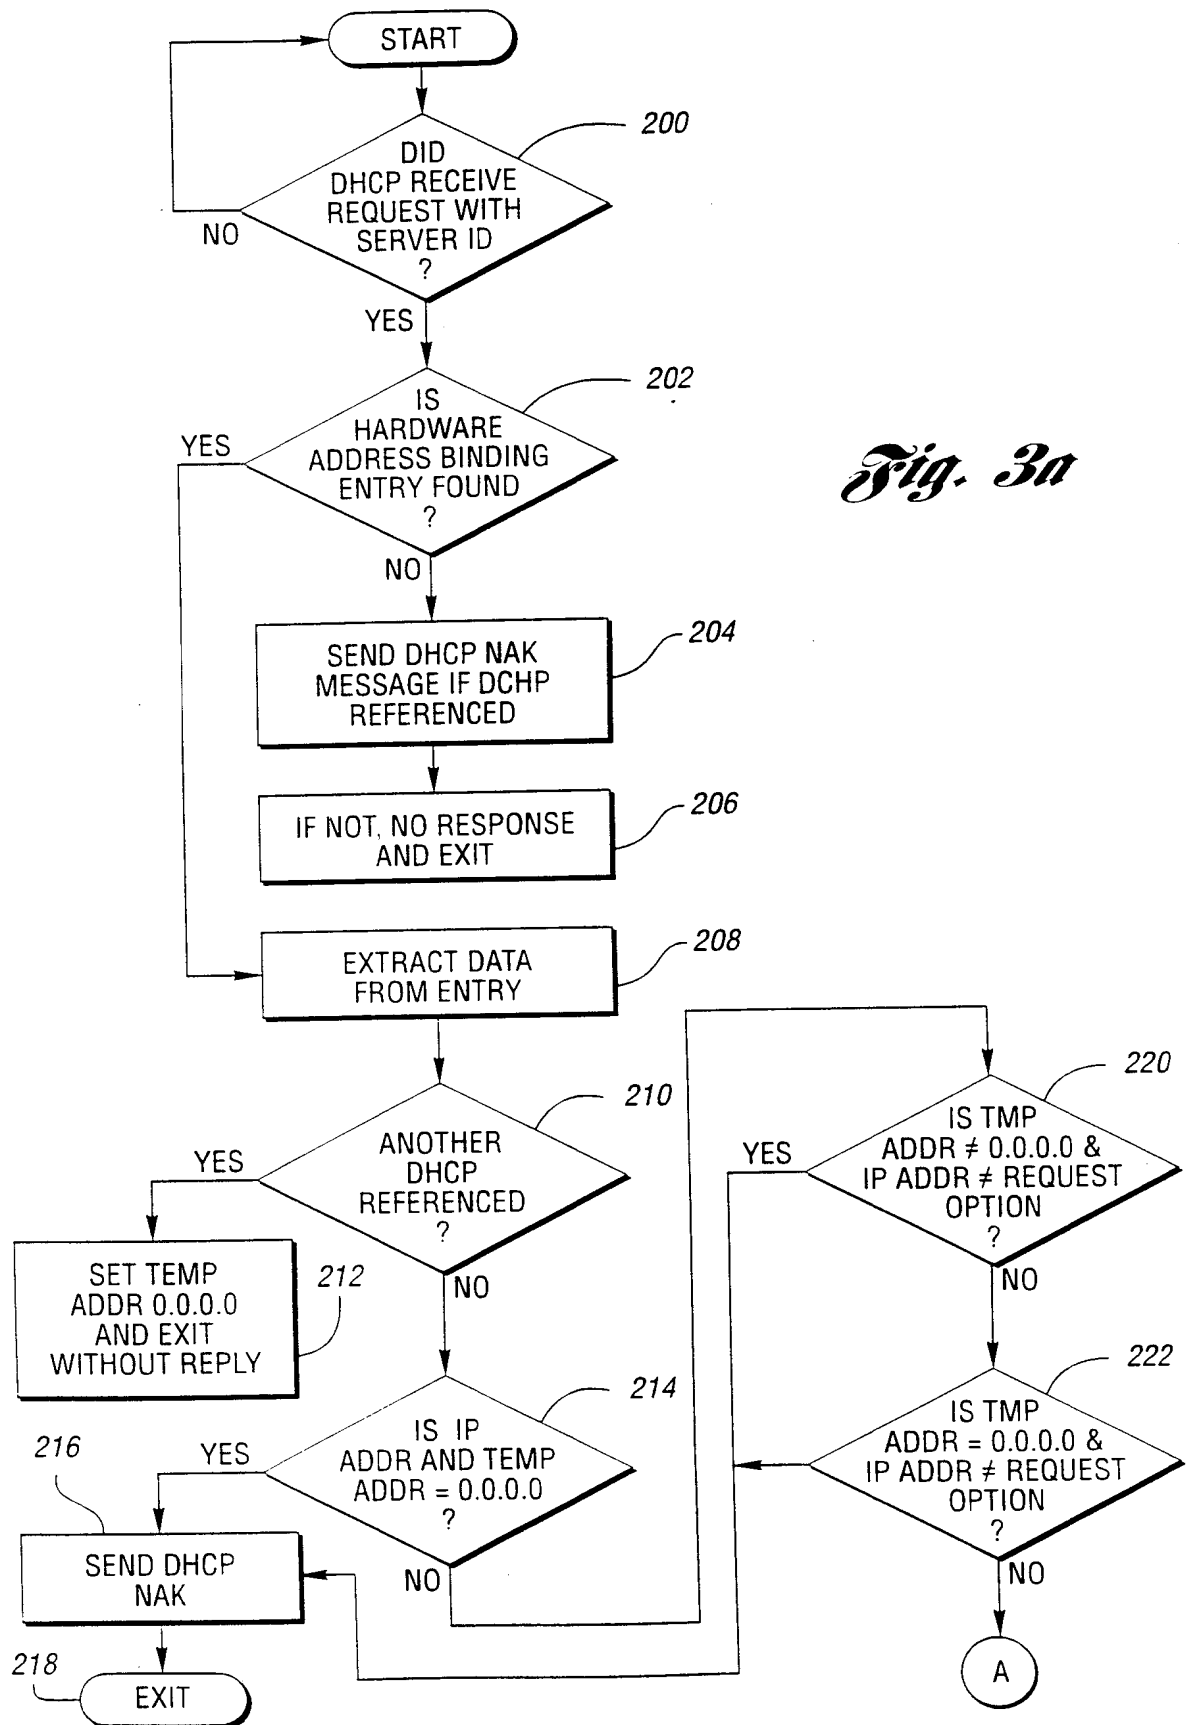 START
200
DID
DHCP RECEIVE
REQUEST WITH
SERVER ID
?
NO
YES
202
IS
HARDWARE
ADDRESS BINDING
ENTRY FOUND
?
YES
Fig. 3a
NO
204
SEND DHCP NAK
MESSAGE IF DCHP
REFERENCED
206
IF NOT, NO RESPONSE
AND EXIT
208
EXTRACT DATA
FROM ENTRY
210
ANOTHER
DHCP
REFERENCED
?
YES
NO
212
SET TEMP
ADDR 0.0.0.0
AND EXIT
WITHOUT REPLY
214
IS IP
ADDR AND TEMP
ADDR = 0.0.0.0
?
YES
NO
216
SEND DHCP
NAK
218
EXIT
220
IS TMP
ADDR ≠ 0.0.0.0 &
IP ADDR ≠ REQUEST
OPTION
?
YES
NO
222
IS TMP
ADDR = 0.0.0.0 &
IP ADDR ≠ REQUEST
OPTION
?
NO
A